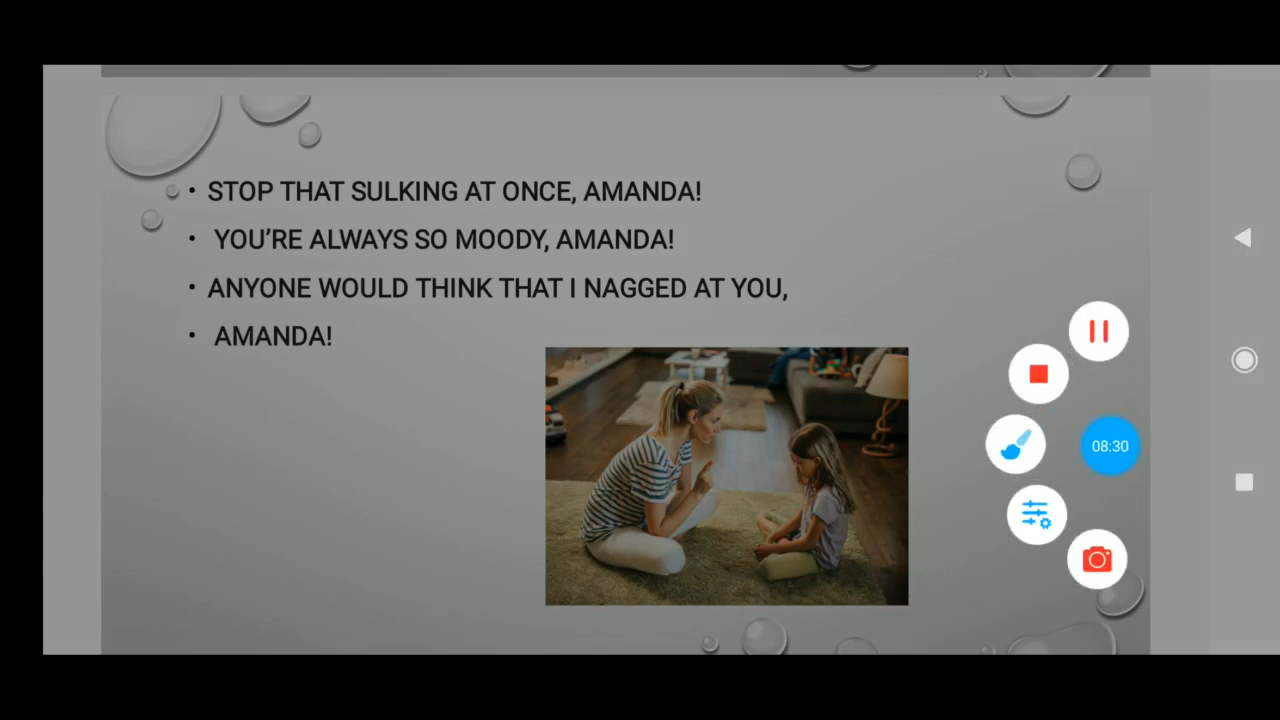 • STOP THAT SULKING AT ONCE, AMANDA!
• YOU’RE ALWAYS SO MOODY, AMANDA!
• ANYONE WOULD THINK THAT I NAGGED AT YOU,
• AMANDA!
08:30